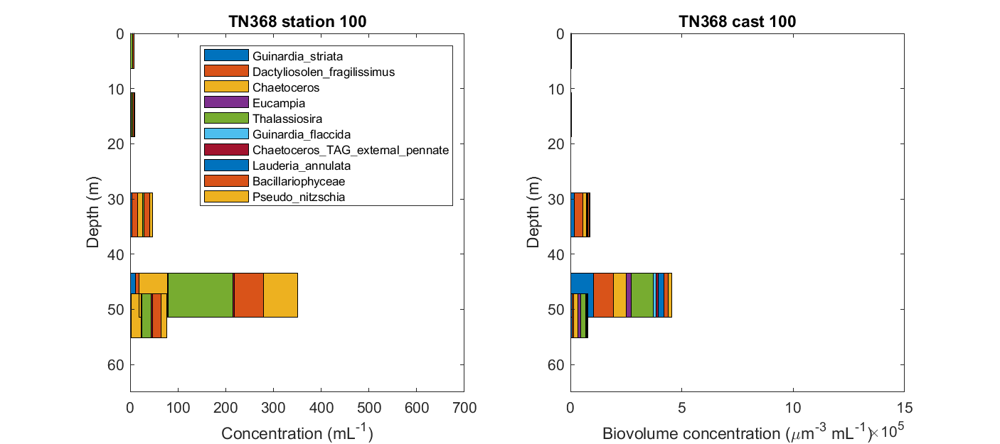 TN368 station 100
0
10
20
30
40
50
60
Depth (m)
Guinardia_striata
Dactyliosolen_fragilissimus
Chaetoceros
Eucampia
Thalassiosira
Guinardia_flaccida
Chaetoceros_TAG_external_pennate
Lauderia_annulata
Bacillariophyceae
Pseudo_nitzschia
0 100 200 300 400 500 600 700
Concentration (mL⁻¹)
TN368 cast 100
0
10
20
30
40
50
60
Depth (m)
0 5 10 15
Biovolume concentration (μm⁻³ mL⁻¹) ×10⁵